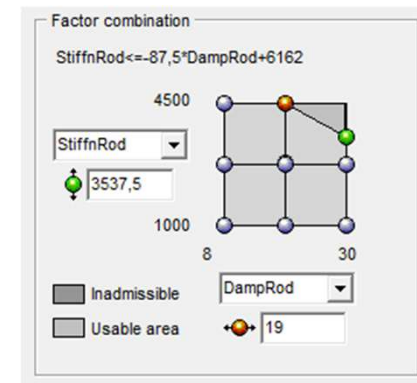 Factor combination
StiffnRod<=-87,5*DampRod+6162
4500
StiffnRod
3537,5
1000
8 30
Inadmissible DampRod
Usable area 19